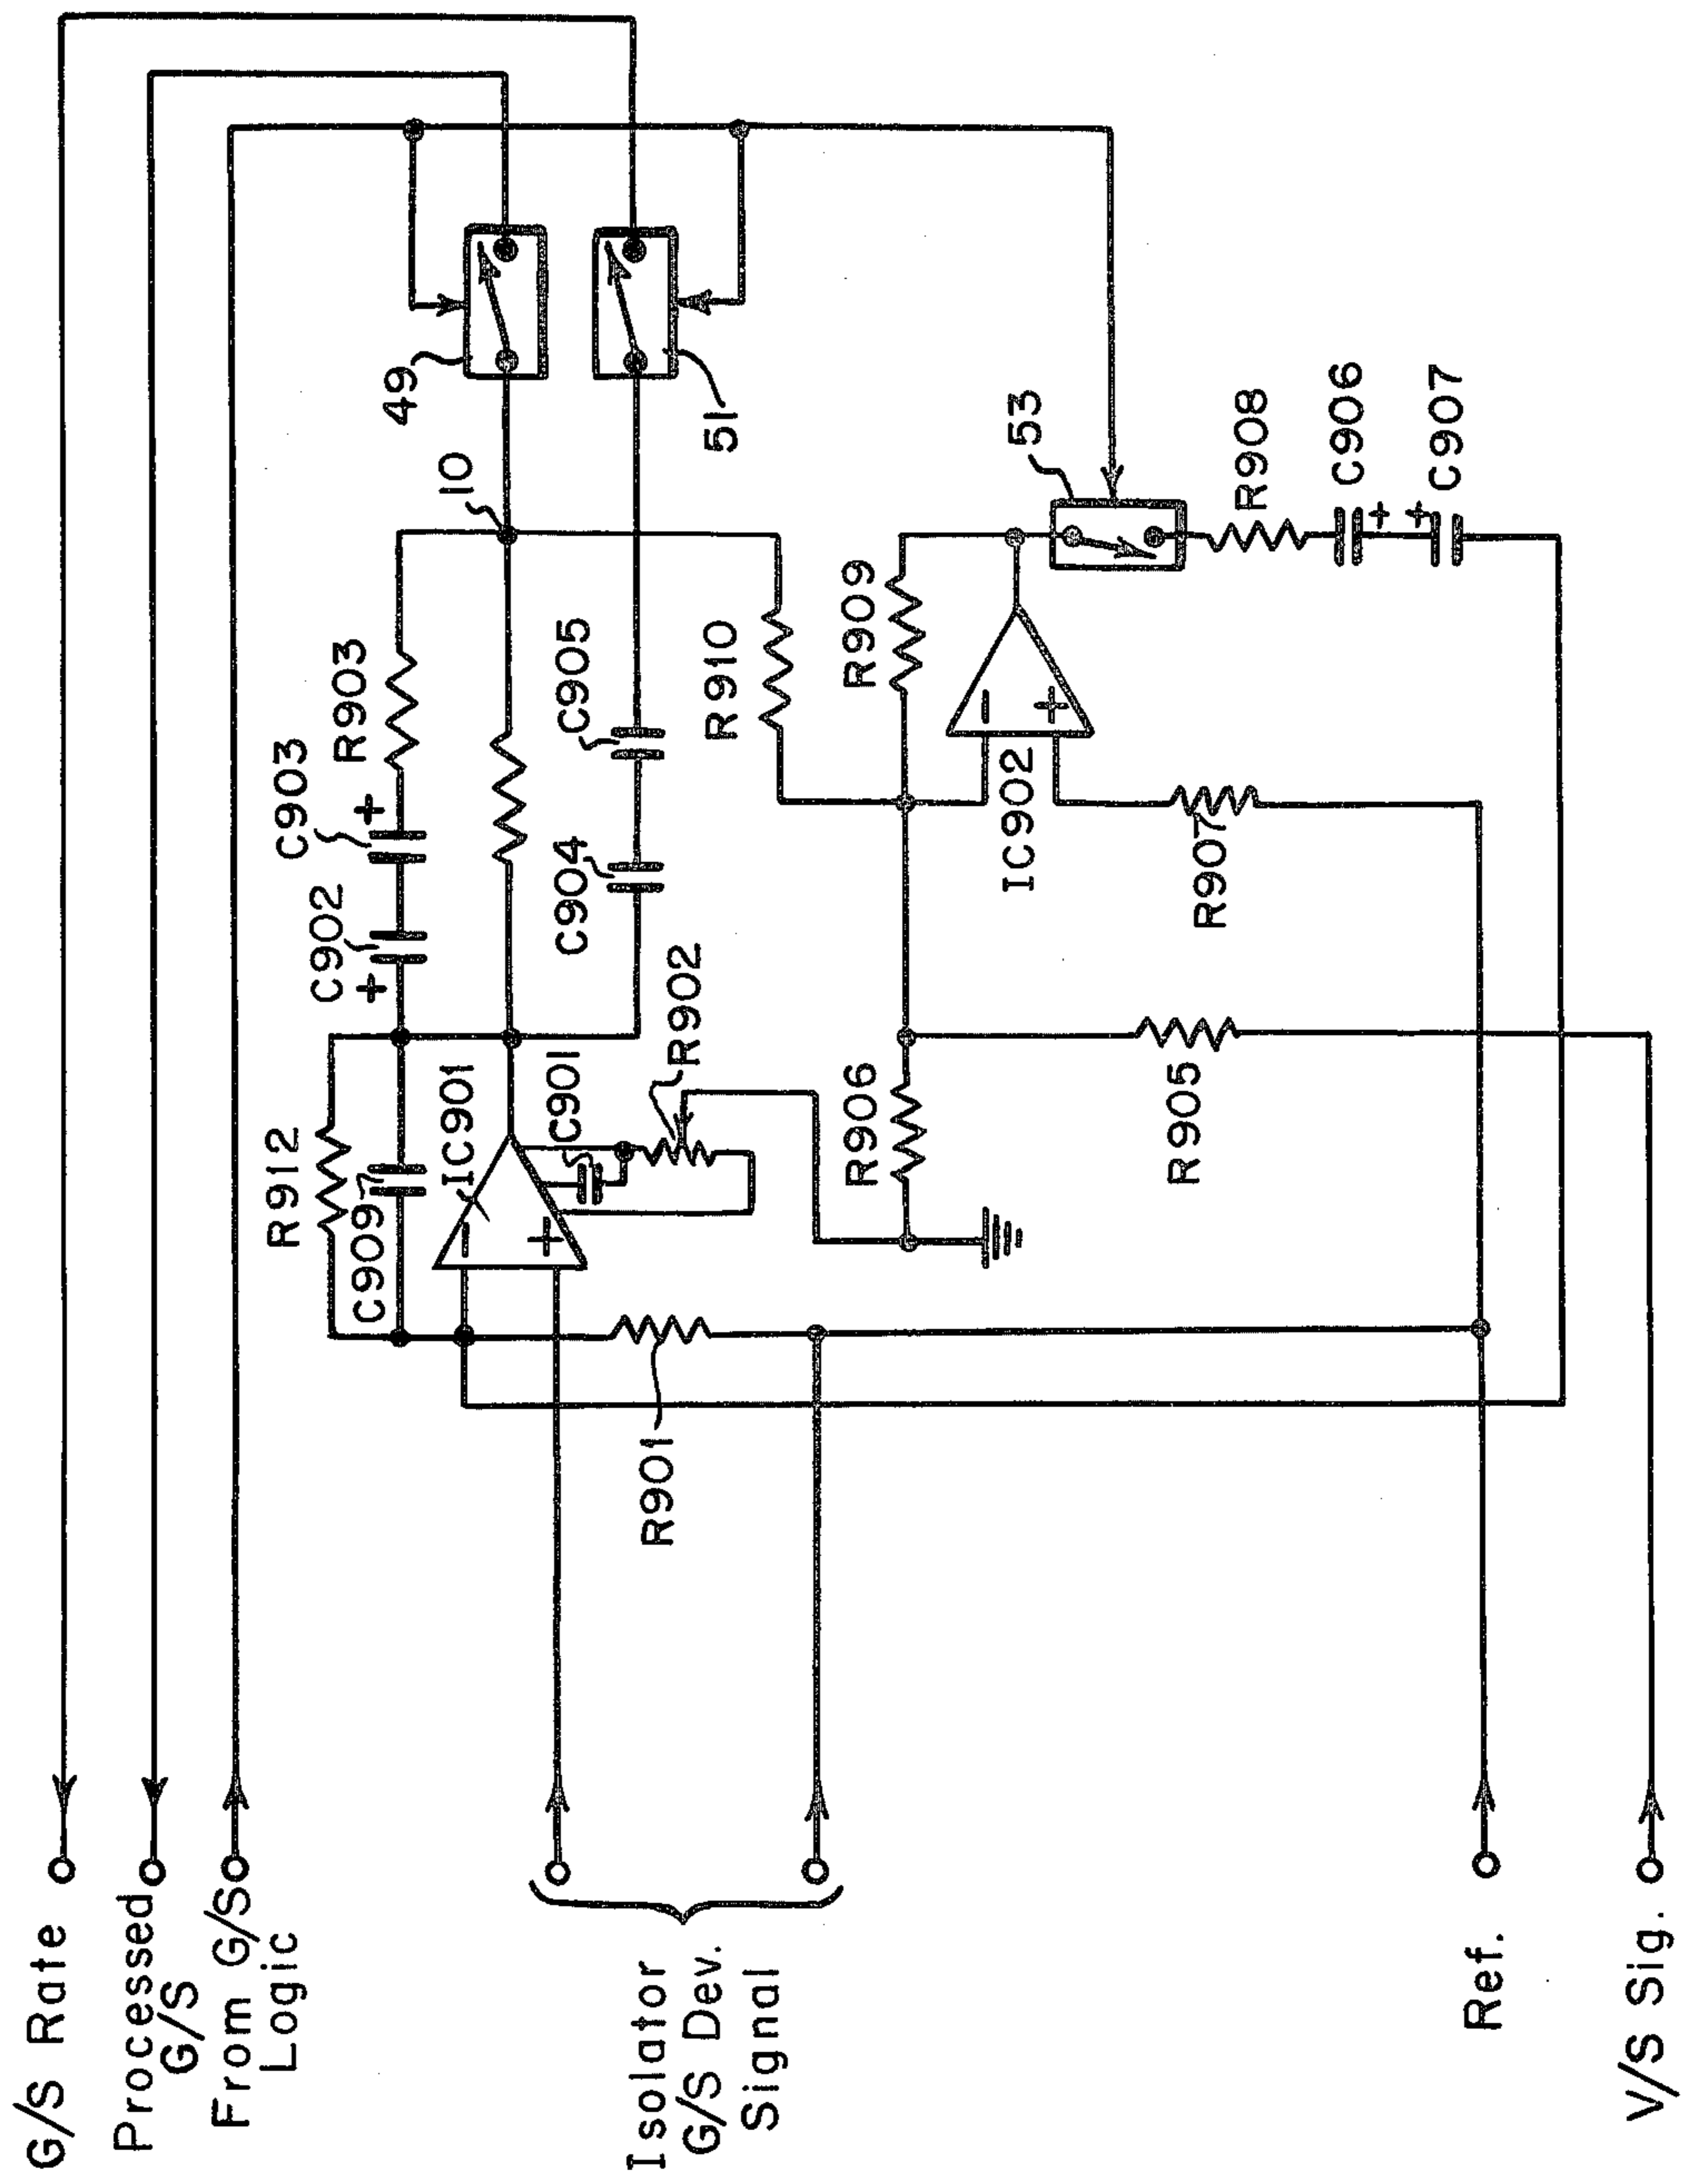 G/S Rate
Processed
G/S
From G/S
Logic
Isolator
G/S Dev.
Signal
Ref.
V/S Sig.
R912
C909
IC901
C901
R902
R901
C902
+
C903
+
R903
10
49
51
C904
C905
R910
R906
R905
R909
IC902
R907
53
R908
C906
+
+
C907
−
+
−
+